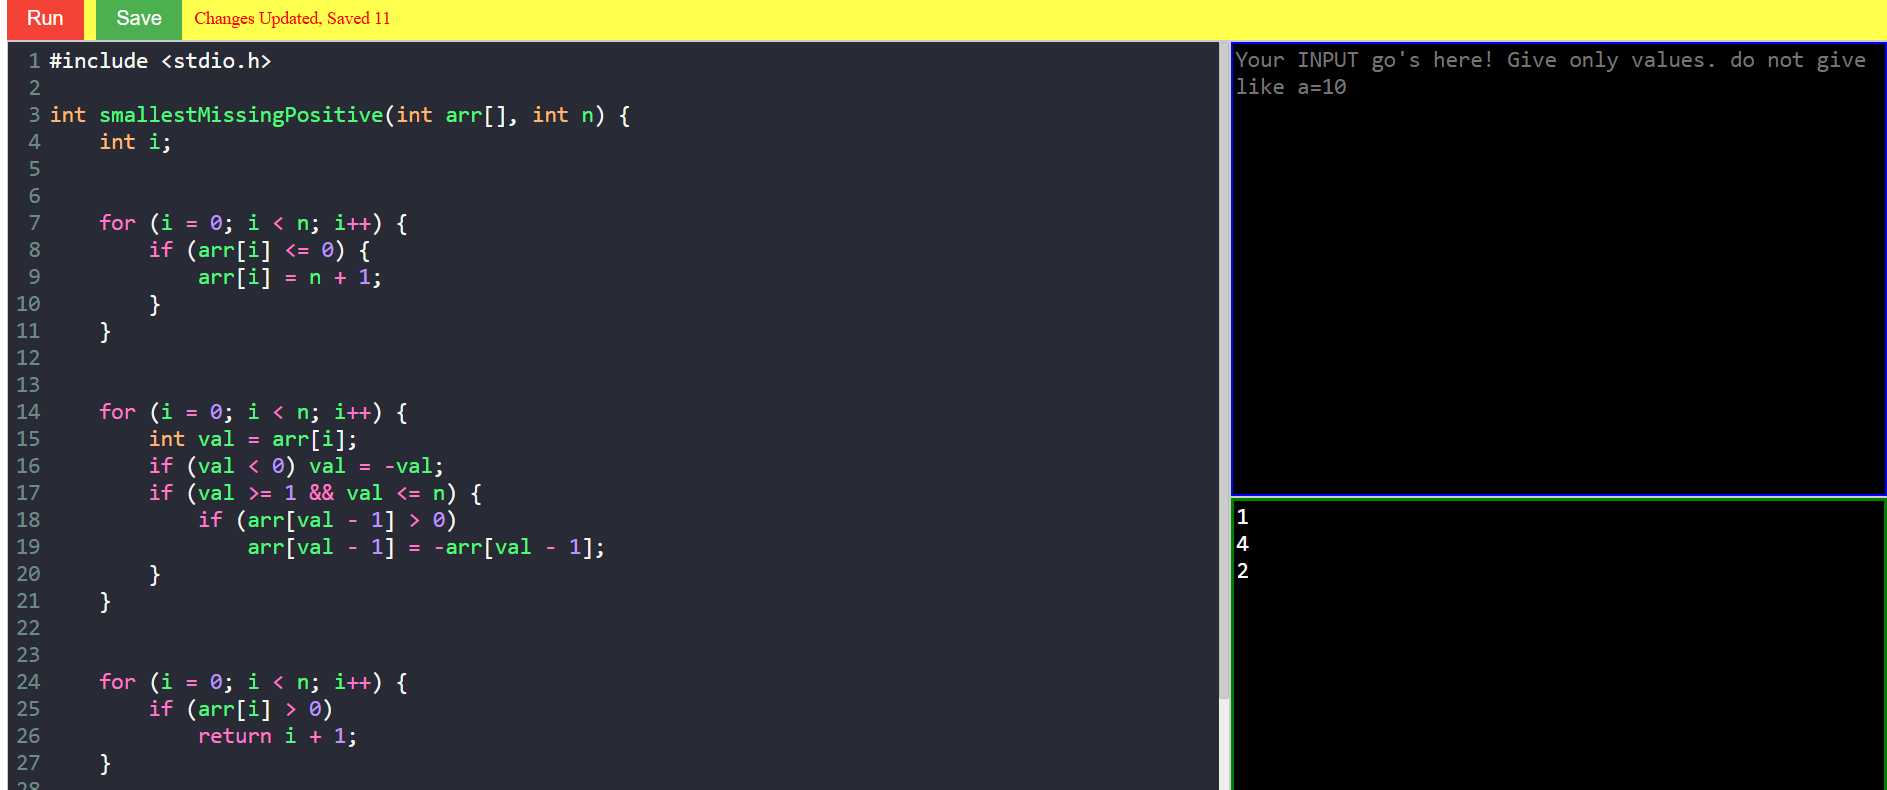 Run Save Changes Updated, Saved 11
1 #include <stdio.h>
2
3 int smallestMissingPositive(int arr[], int n) {
4     int i;
5
6
7     for (i = 0; i < n; i++) {
8         if (arr[i] <= 0) {
9             arr[i] = n + 1;
10         }
11     }
12
13
14     for (i = 0; i < n; i++) {
15         int val = arr[i];
16         if (val < 0) val = -val;
17         if (val >= 1 && val <= n) {
18             if (arr[val - 1] > 0)
19                 arr[val - 1] = -arr[val - 1];
20         }
21     }
22
23
24     for (i = 0; i < n; i++) {
25         if (arr[i] > 0)
26             return i + 1;
27     }
28
Your INPUT go's here! Give only values. do not give
like a=10
1
4
2